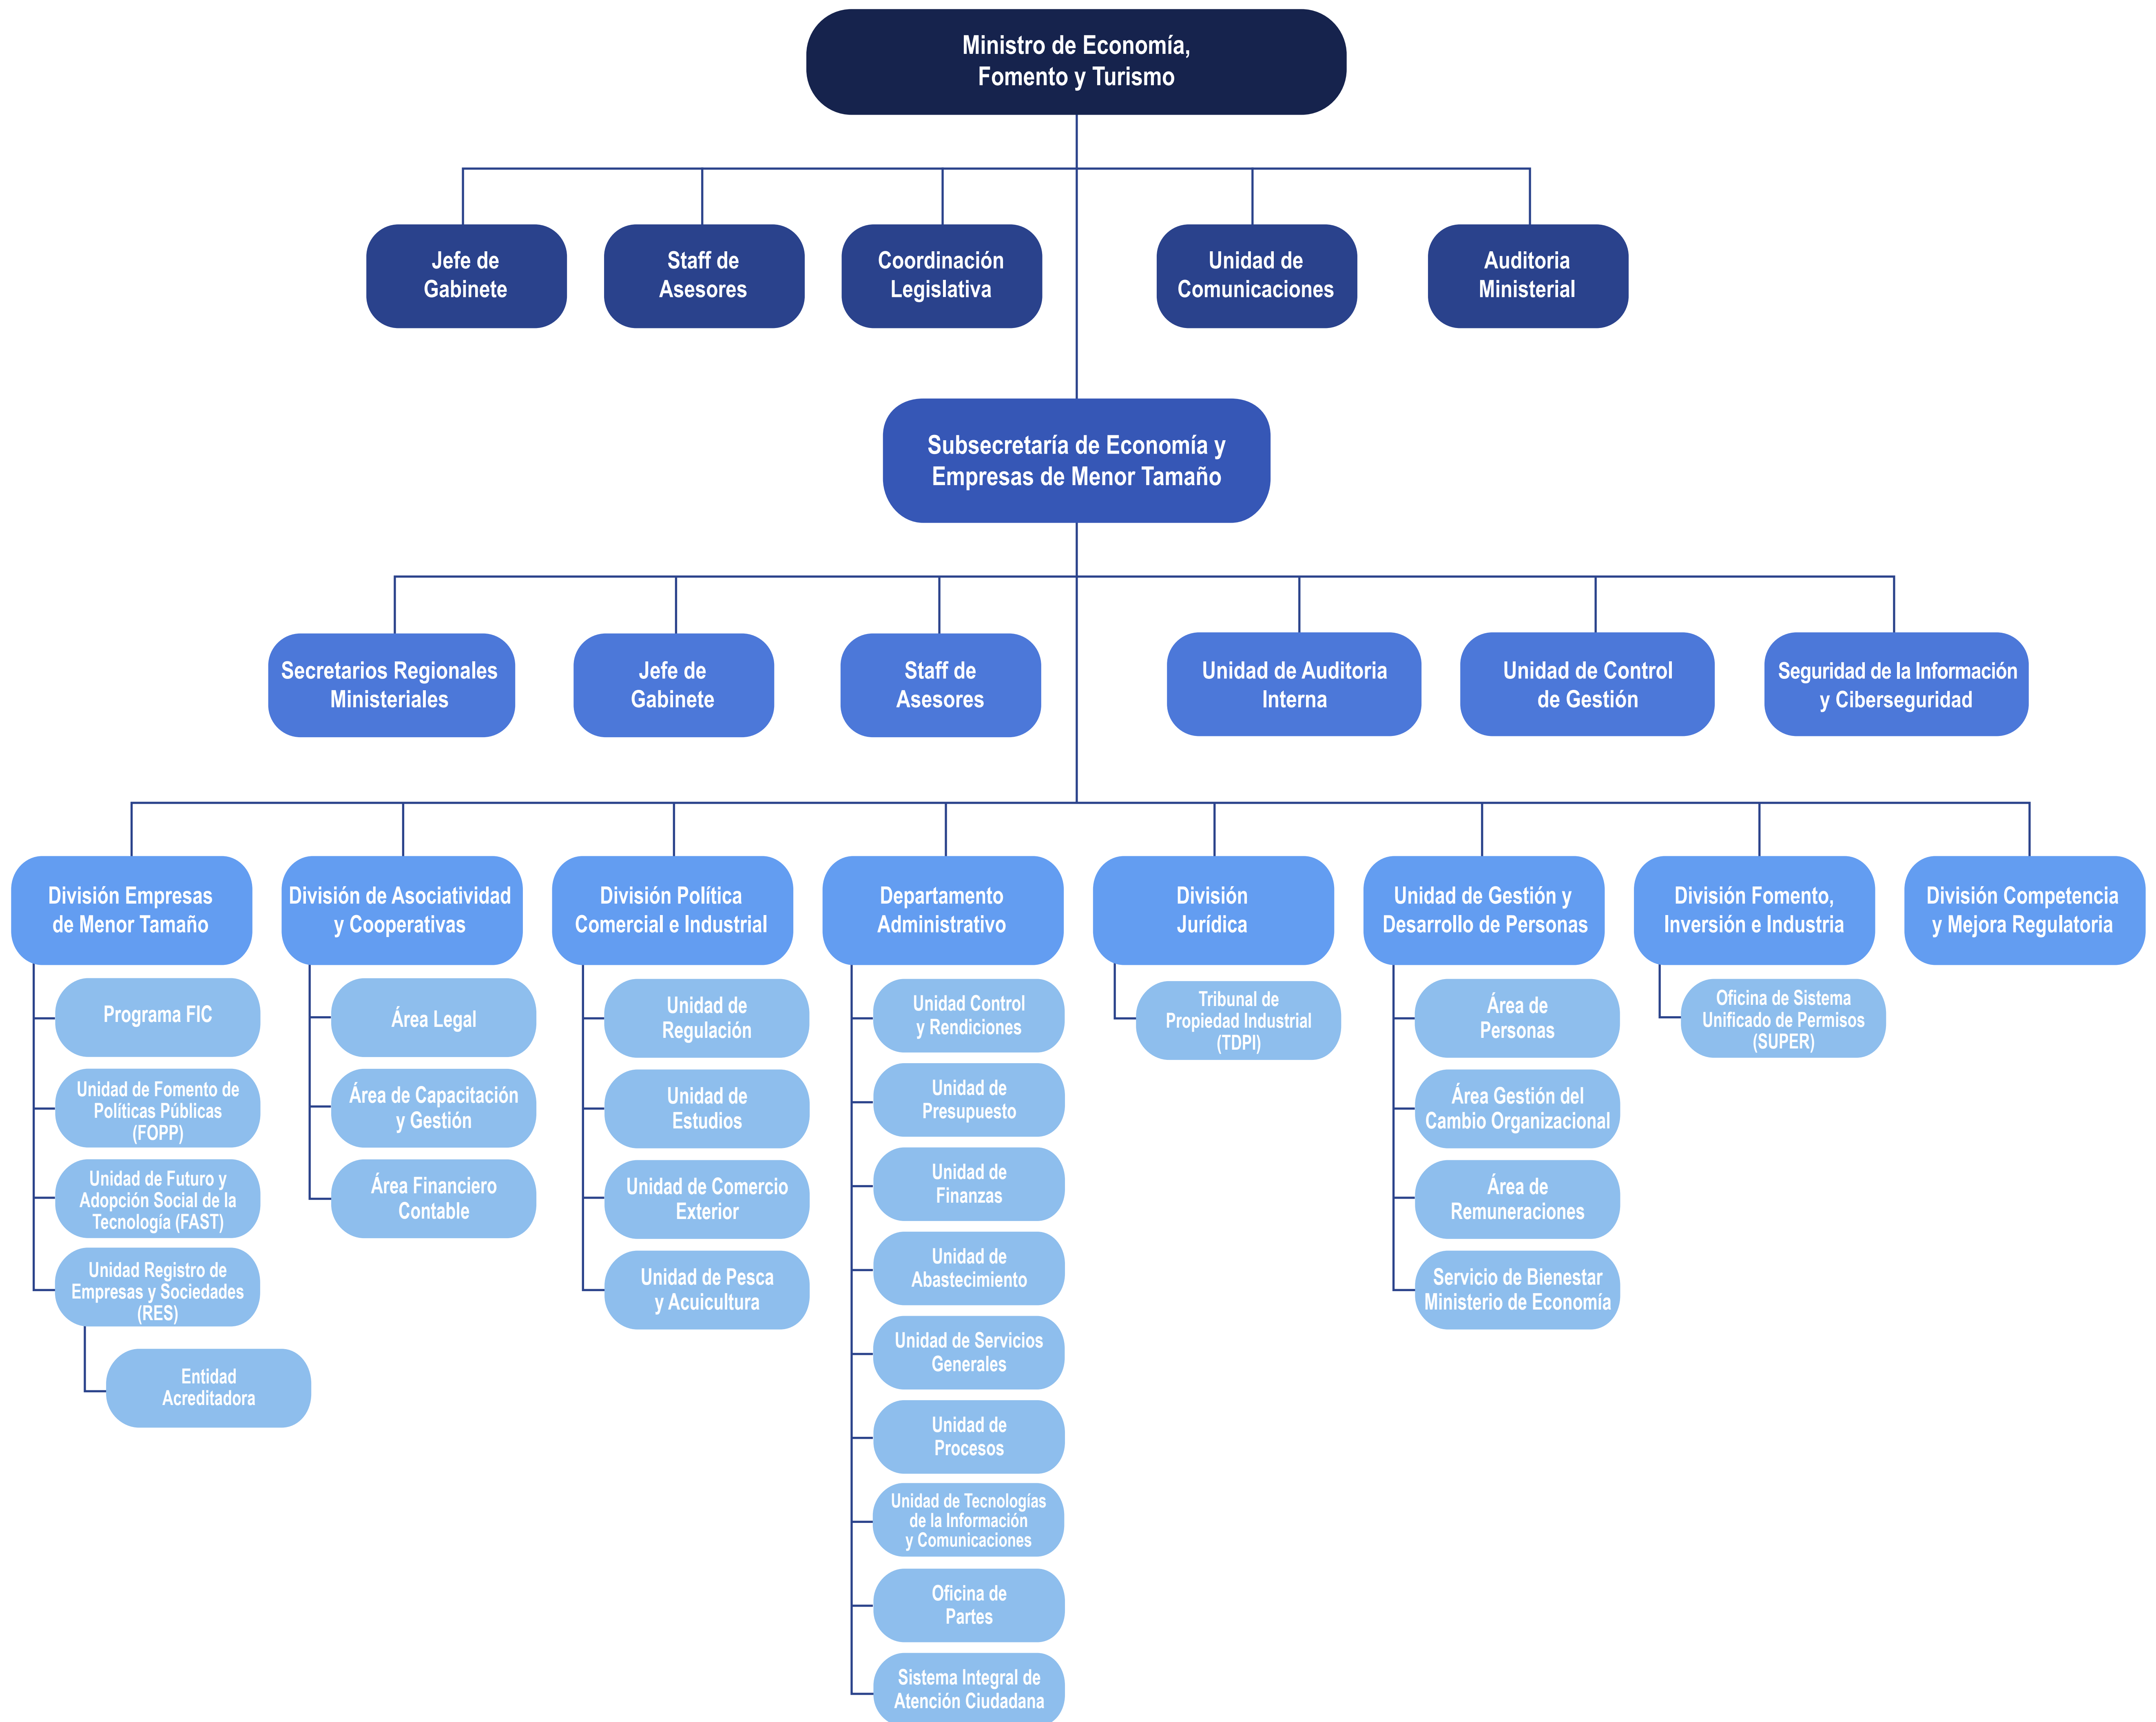 Ministro de Economía,
Fomento y Turismo
Jefe de
Gabinete
Staff de
Asesores
Coordinación
Legislativa
Unidad de
Comunicaciones
Auditoria
Ministerial
Subsecretaría de Economía y
Empresas de Menor Tamaño
Secretarios Regionales
Ministeriales
Jefe de
Gabinete
Staff de
Asesores
Unidad de Auditoria
Interna
Unidad de Control
de Gestión
Seguridad de la Información
y Ciberseguridad
División Empresas
de Menor Tamaño
Programa FIC
Unidad de Fomento de
Políticas Públicas
(FOPP)
Unidad de Futuro y
Adopción Social de la
Tecnología (FAST)
Unidad Registro de
Empresas y Sociedades
(RES)
Entidad
Acreditadora
División de Asociatividad
y Cooperativas
Área Legal
Área de Capacitación
y Gestión
Área Financiero
Contable
División Política
Comercial e Industrial
Unidad de
Regulación
Unidad de
Estudios
Unidad de Comercio
Exterior
Unidad de Pesca
y Acuicultura
Departamento
Administrativo
Unidad Control
y Rendiciones
Unidad de
Presupuesto
Unidad de
Finanzas
Unidad de
Abastecimiento
Unidad de Servicios
Generales
Unidad de
Procesos
Unidad de Tecnologías
de la Información
y Comunicaciones
Oficina de
Partes
Sistema Integral de
Atención Ciudadana
División
Jurídica
Tribunal de
Propiedad Industrial
(TDPI)
Unidad de Gestión y
Desarrollo de Personas
Área de
Personas
Área Gestión del
Cambio Organizacional
Área de
Remuneraciones
Servicio de Bienestar
Ministerio de Economía
División Fomento,
Inversión e Industria
Oficina de Sistema
Unificado de Permisos
(SUPER)
División Competencia
y Mejora Regulatoria